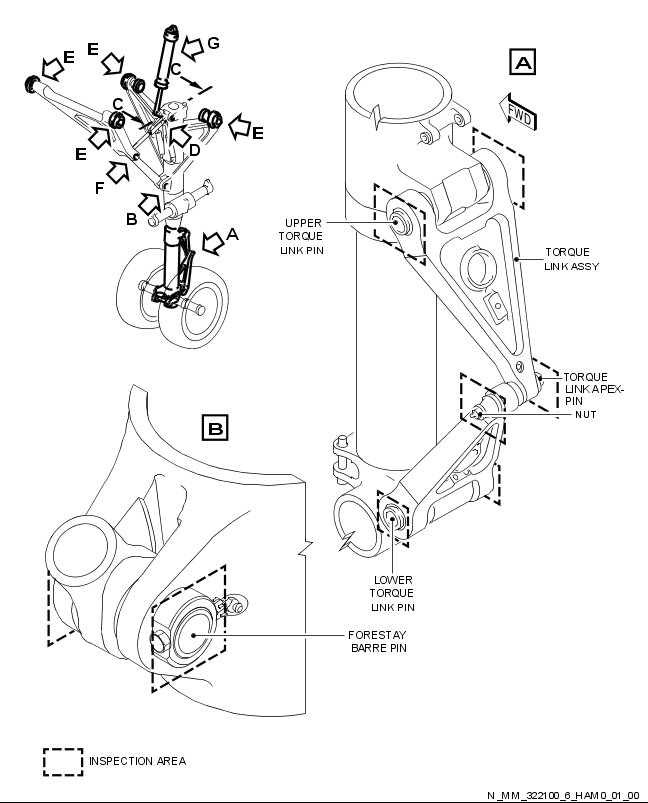 G
E
E
C
A
FWD
C
E
E
D
F
B
A
UPPER
TORQUE
LINK PIN
TORQUE
LINK ASSY
TORQUE
LINK APEX-
PIN
NUT
B
LOWER
TORQUE
LINK PIN
FORESTAY
BARRE PIN
INSPECTION AREA
N_MM_322100_6_HAM0_01_00